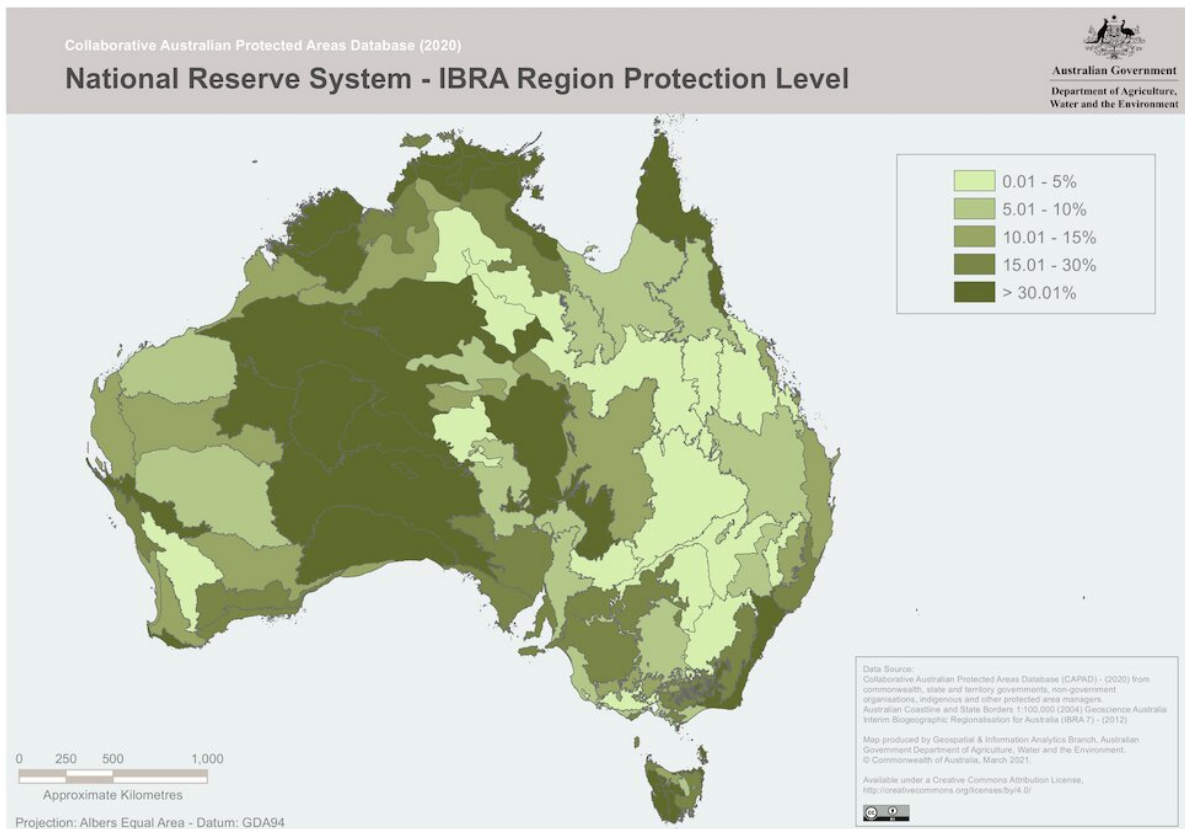 Collaborative Australian Protected Areas Database (2020)
National Reserve System - IBRA Region Protection Level
Australian Government
Department of Agriculture,
Water and the Environment
0.01 - 5%
5.01 - 10%
10.01 - 15%
15.01 - 30%
> 30.01%
Data Source:
Collaborative Australian Protected Areas Database (CAPAD) - (2020) from
commonwealth, state and territory governments, non-government
organisations, indigenous and other protected area managers.
Australian Coastline and State Borders 1:100,000 (2004) Geoscience Australia
Interim Biogeographic Regionalisation for Australia (IBRA 7) - (2012)
Map produced by Geospatial & Information Analytics Branch, Australian
Government Department of Agriculture, Water and the Environment.
© Commonwealth of Australia, March 2021.
Available under a Creative Commons Attribution License,
http://creativecommons.org/licenses/by/4.0/
cc
0 250 500 1,000
Approximate Kilometres
Projection: Albers Equal Area - Datum: GDA94